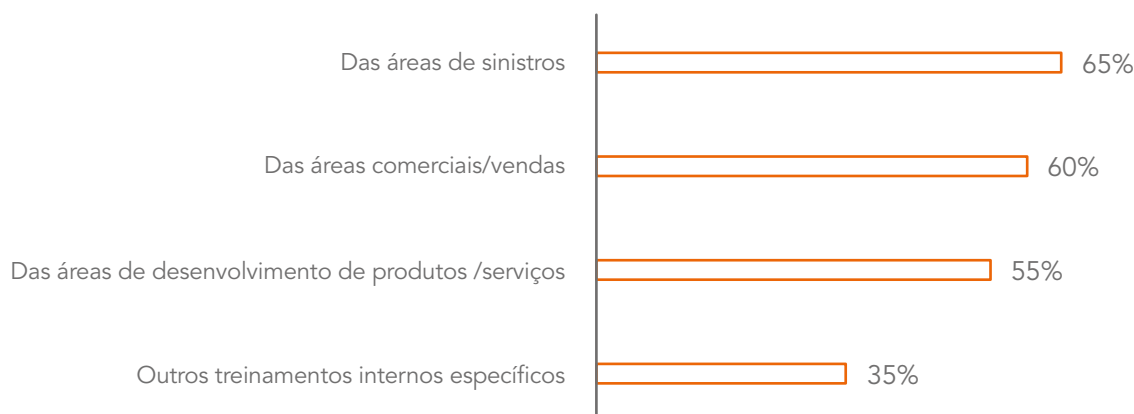 Das áreas de sinistros 65%
Das áreas comerciais/vendas 60%
Das áreas de desenvolvimento de produtos /serviços 55%
Outros treinamentos internos específicos 35%